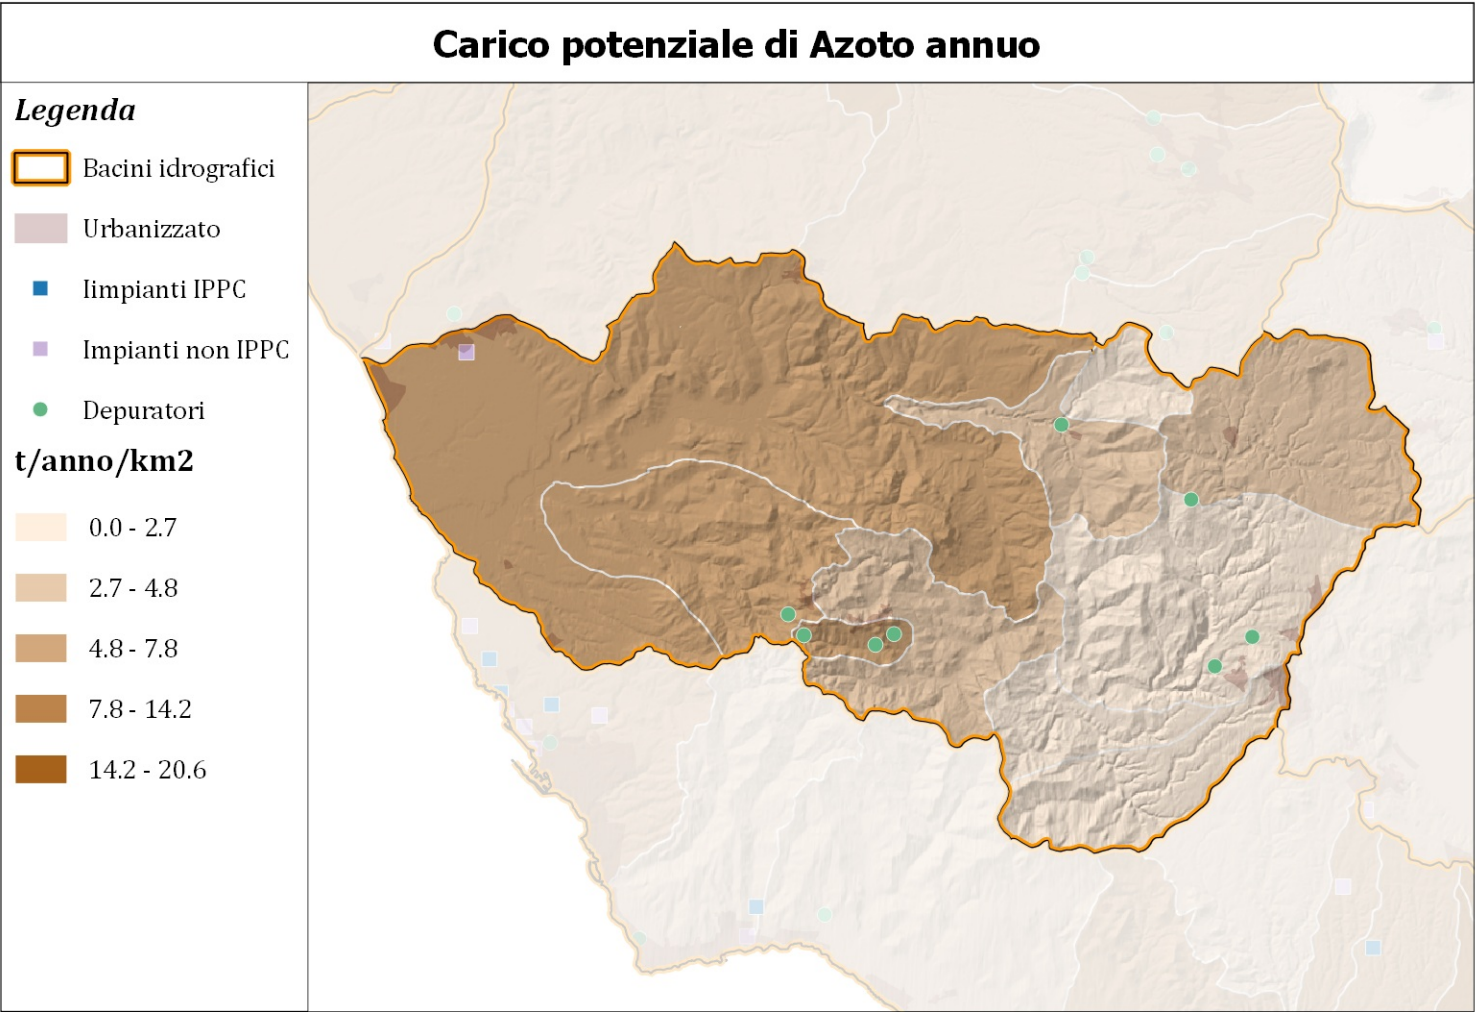 Carico potenziale di Azoto annuo
Legenda
Bacini idrografici
Urbanizzato
Iimpianti IPPC
Impianti non IPPC
Depuratori
t/anno/km2
0.0 - 2.7
2.7 - 4.8
4.8 - 7.8
7.8 - 14.2
14.2 - 20.6